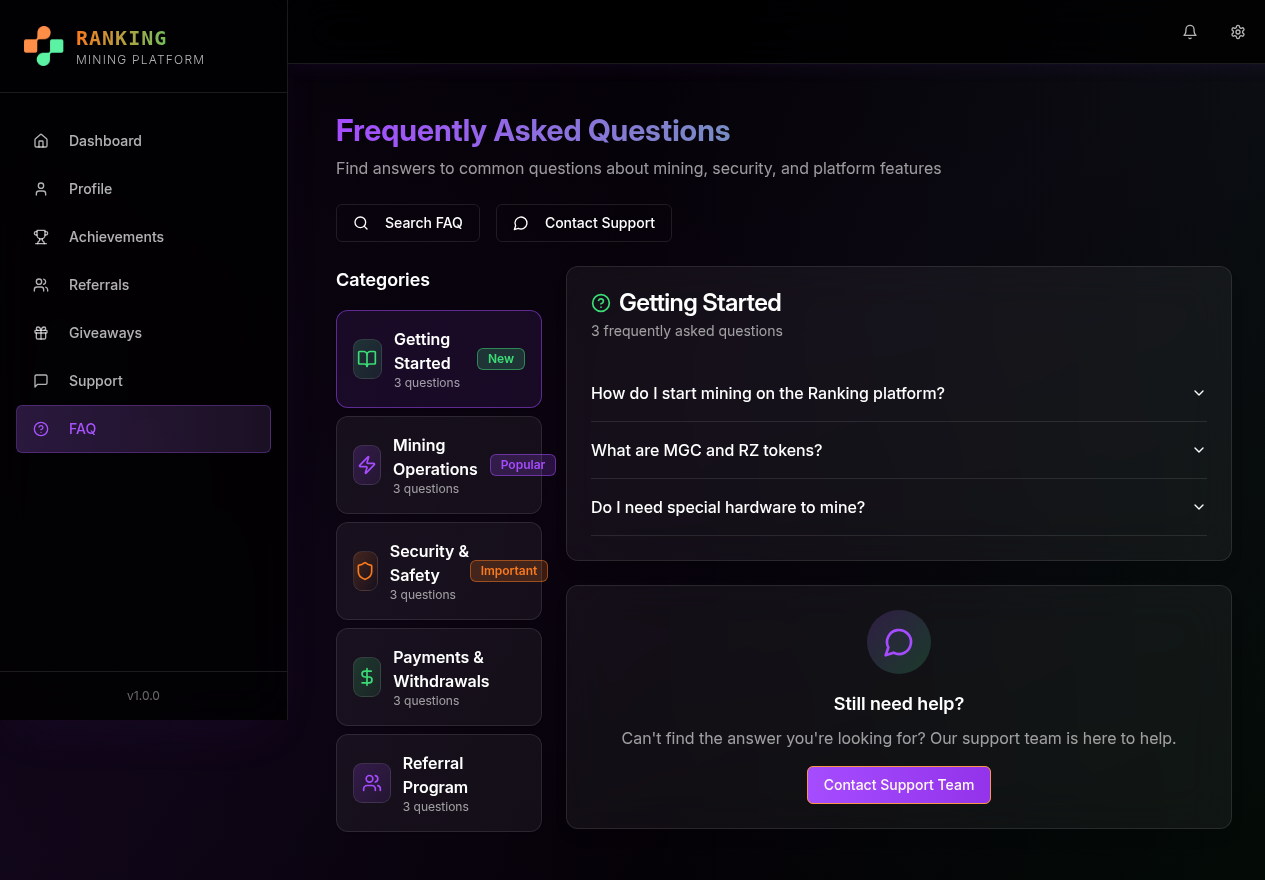 RANKING
MINING PLATFORM
Dashboard
Profile
Achievements
Referrals
Giveaways
Support
FAQ
v1.0.0
Frequently Asked Questions
Find answers to common questions about mining, security, and platform features
Search FAQ
Contact Support
Categories
Getting
Started
3 questions
New
Mining
Operations
3 questions
Popular
Security &
Safety
3 questions
Important
Payments &
Withdrawals
3 questions
Referral
Program
3 questions
Getting Started
3 frequently asked questions
How do I start mining on the Ranking platform?
What are MGC and RZ tokens?
Do I need special hardware to mine?
Still need help?
Can't find the answer you're looking for? Our support team is here to help.
Contact Support Team